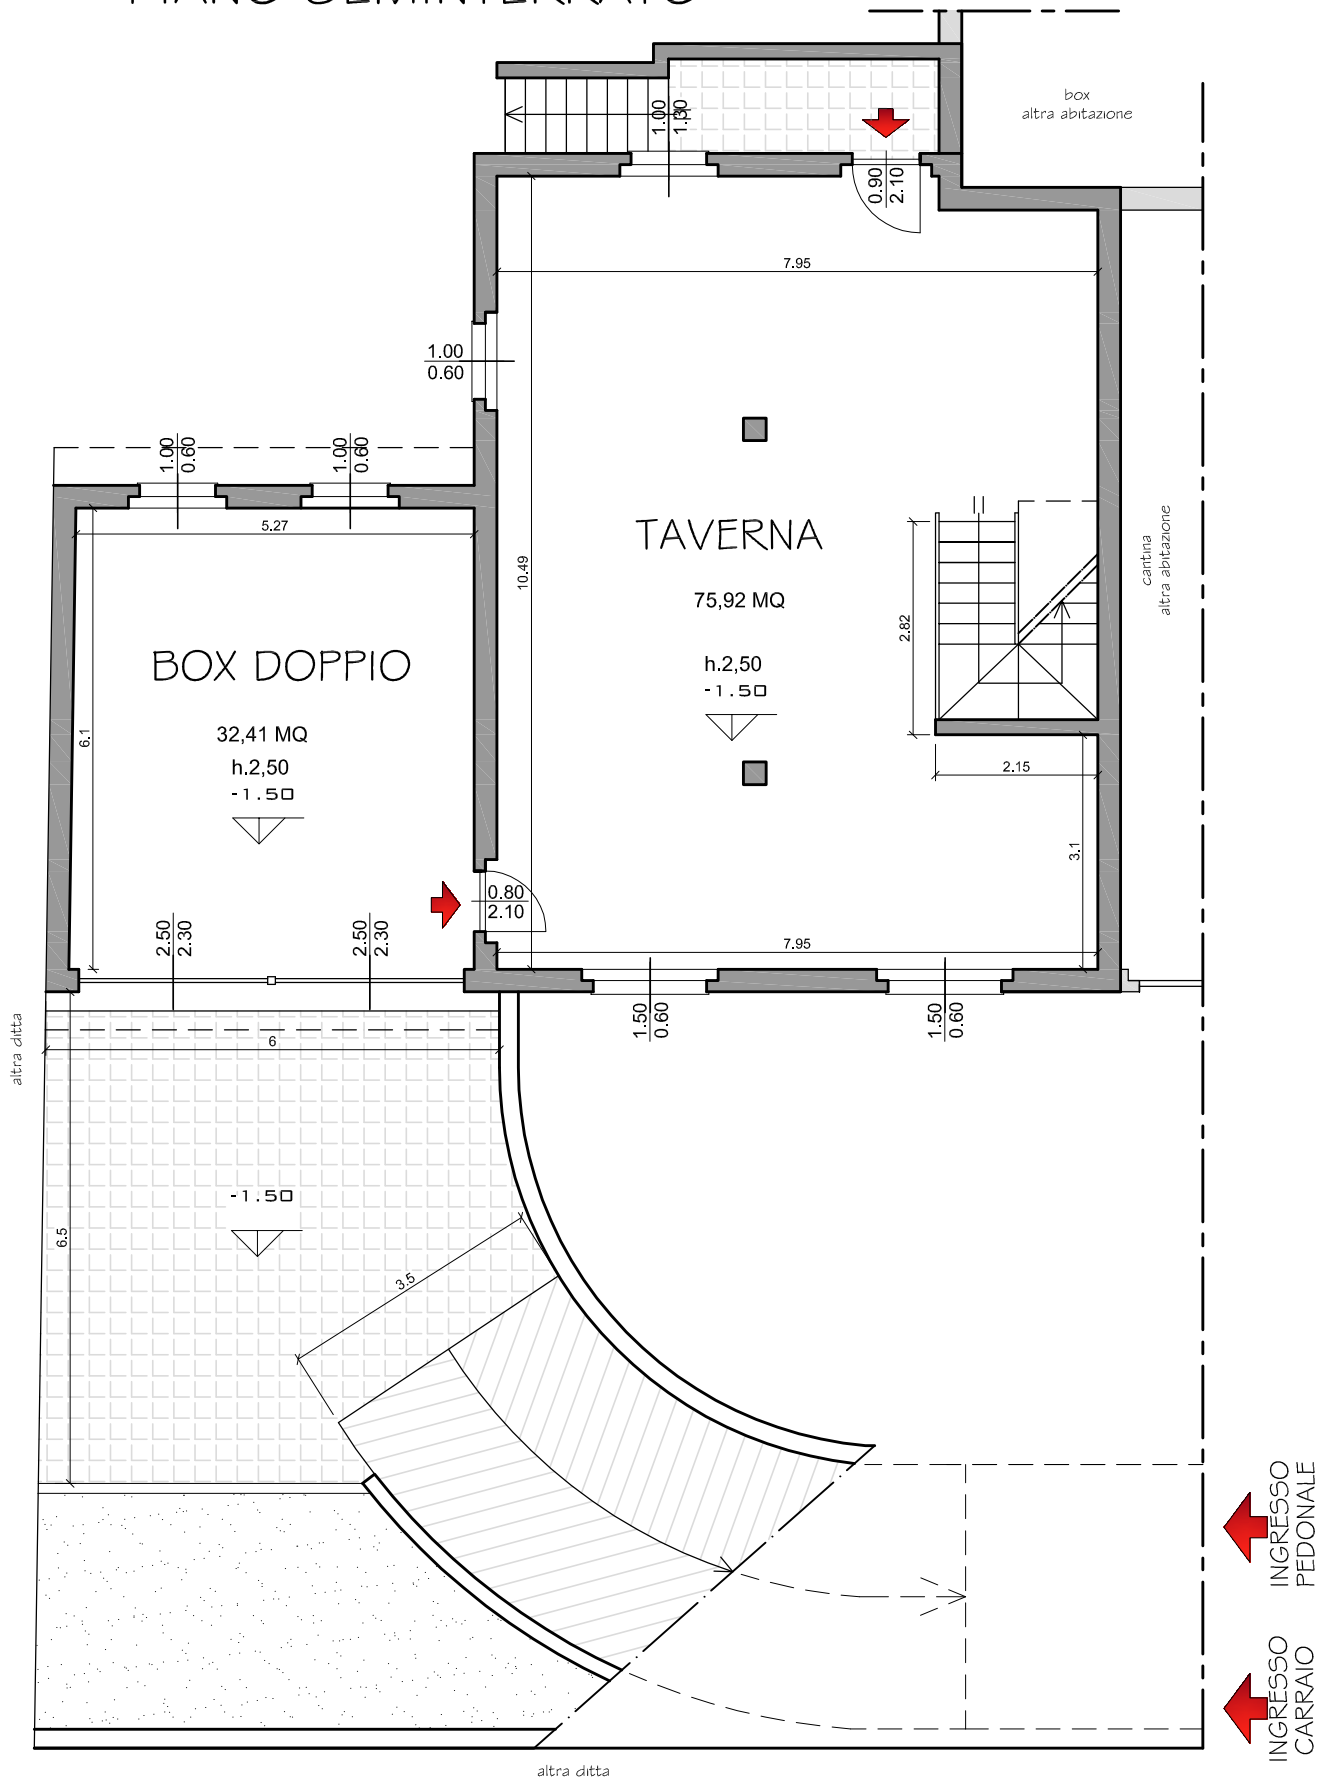 PIANO SEMINTERRATO
box
altra abitazione
1.00
1.30
0.90
2.10
7.95
1.00
0.60
1.00
0.60
1.00
0.60
5.27
10.49
TAVERNA
75,92 MQ
h.2,50
-1.50
cantina
altra abitazione
2.82
BOX DOPPIO
32,41 MQ
h.2,50
-1.50
6.1
2.15
3.1
0.80
2.10
2.50
2.30
2.50
2.30
7.95
1.50
0.60
1.50
0.60
altra ditta
6
-1.50
6.5
3.5
INGRESSO
PEDONALE
INGRESSO
CARRAIO
altra ditta